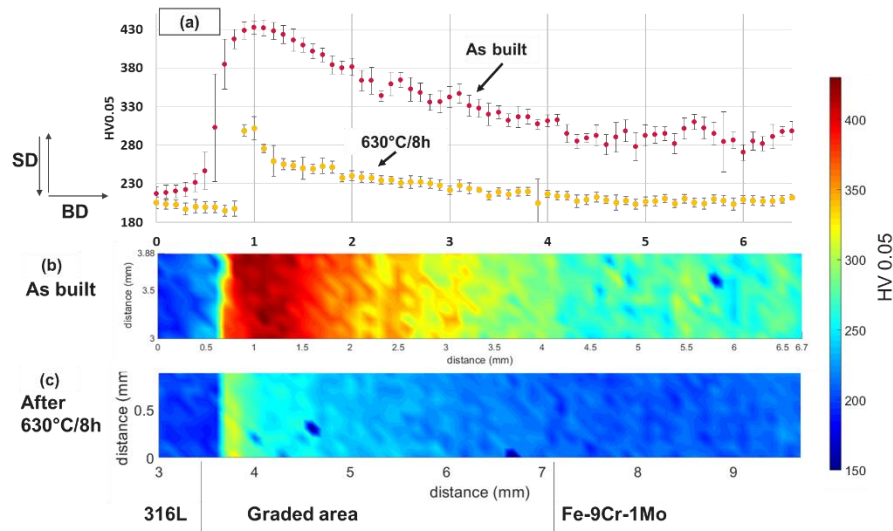 (a)
430
380
330
280
230
180
HV0.05
As built
630°C/8h
SD
BD
0 1 2 3 4 5 6
(b)
As built
distance (mm)
3.88
3.5
3
0 0.5 1 1.5 2 2.5 3 3.5 4 4.5 5 5.5 6 6.5 6.7
distance (mm)
(c)
After
630°C/8h
distance (mm)
0.5
0
3 4 5 6 7 8 9
distance (mm)
316L Graded area Fe-9Cr-1Mo
400
350
300
250
200
150
HV 0.05